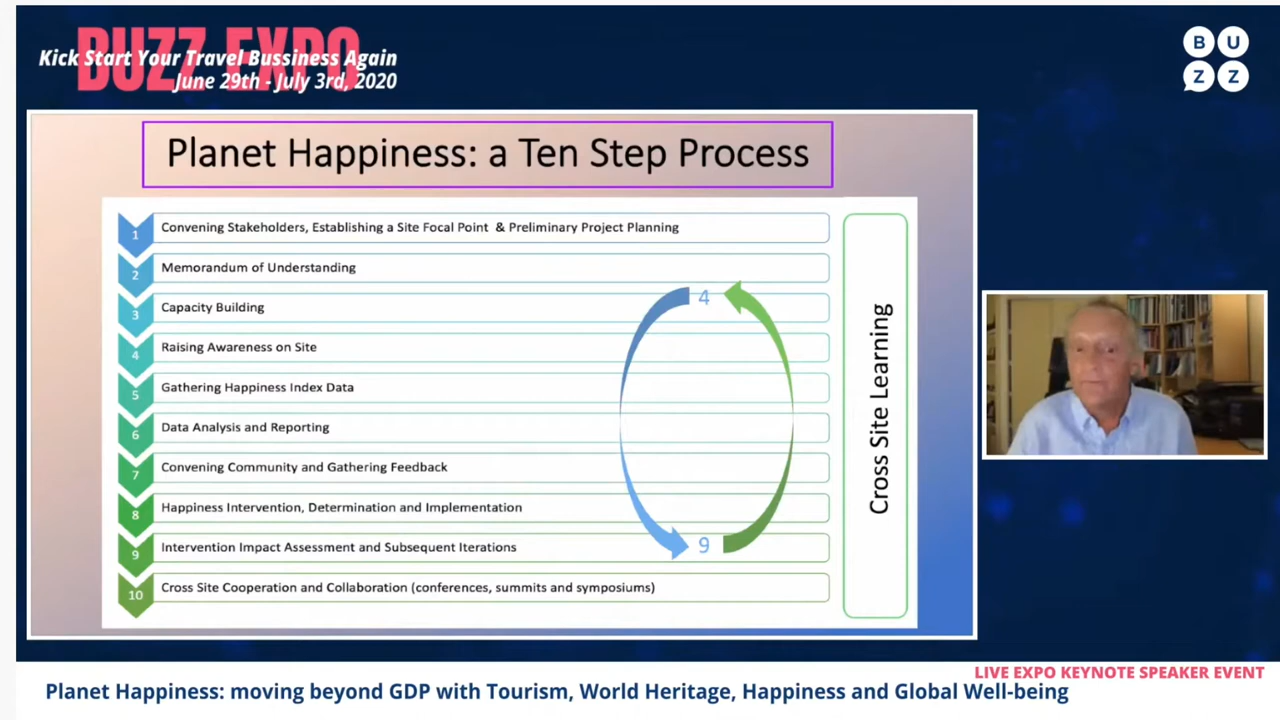 BUZZ EXPO
Kick Start Your Travel Bussiness Again
June 29th - July 3rd, 2020
B U
Z Z
Planet Happiness: a Ten Step Process
1 Convening Stakeholders, Establishing a Site Focal Point & Preliminary Project Planning
2 Memorandum of Understanding
3 Capacity Building
4 Raising Awareness on Site
5 Gathering Happiness Index Data
6 Data Analysis and Reporting
7 Convening Community and Gathering Feedback
8 Happiness Intervention, Determination and Implementation
9 Intervention Impact Assessment and Subsequent Iterations
10 Cross Site Cooperation and Collaboration (conferences, summits and symposiums)
4
9
Cross Site Learning
LIVE EXPO KEYNOTE SPEAKER EVENT
Planet Happiness: moving beyond GDP with Tourism, World Heritage, Happiness and Global Well-being